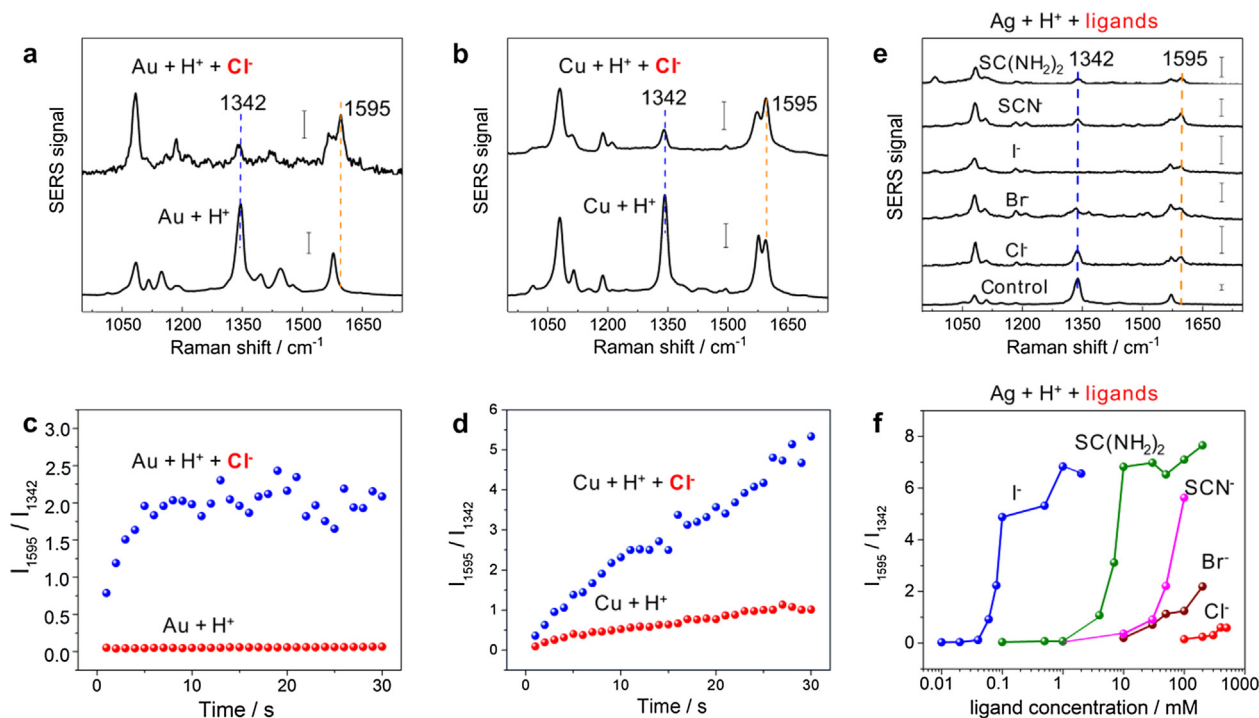 a
Au + H⁺ + Cl⁻
1342
1595
Au + H⁺
SERS signal
1050 1200 1350 1500 1650
Raman shift / cm⁻¹
b
Cu + H⁺ + Cl⁻
1342
1595
Cu + H⁺
SERS signal
1050 1200 1350 1500 1650
Raman shift / cm⁻¹
Ag + H⁺ + ligands
e
SC(NH₂)₂
1342
1595
SCN⁻
I⁻
Br
Cl⁻
Control
SERS signal
1050 1200 1350 1500 1650
Raman shift / cm⁻¹
c
3.0
2.5
2.0
1.5
1.0
0.5
0.0
I₁₅₉₅ / I₁₃₄₂
Au + H⁺ + Cl⁻
Au + H⁺
0 10 20 30
Time / s
d
6
5
4
3
2
1
0
I₁₅₉₅ / I₁₃₄₂
Cu + H⁺ + Cl⁻
Cu + H⁺
0 10 20 30
Time / s
Ag + H⁺ + ligands
f
8
6
4
2
0
I₁₅₉₅ / I₁₃₄₂
SC(NH₂)₂
I⁻
SCN⁻
Br⁻
Cl⁻
0.01 0.1 1 10 100 1000
ligand concentration / mM